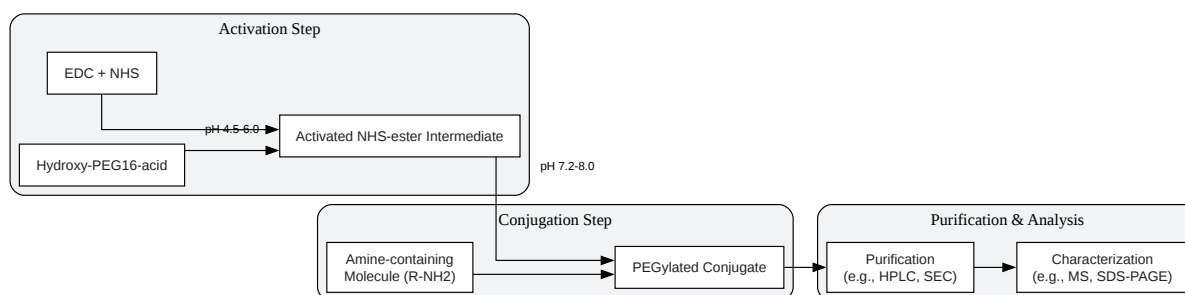 Activation Step
EDC + NHS
pH 4.5-6.0
Activated NHS-ester Intermediate
Hydroxy-PEG16-acid
pH 7.2-8.0
Conjugation Step
Amine-containing
Molecule (R-NH2)
PEGylated Conjugate
Purification & Analysis
Purification
(e.g., HPLC, SEC)
Characterization
(e.g., MS, SDS-PAGE)